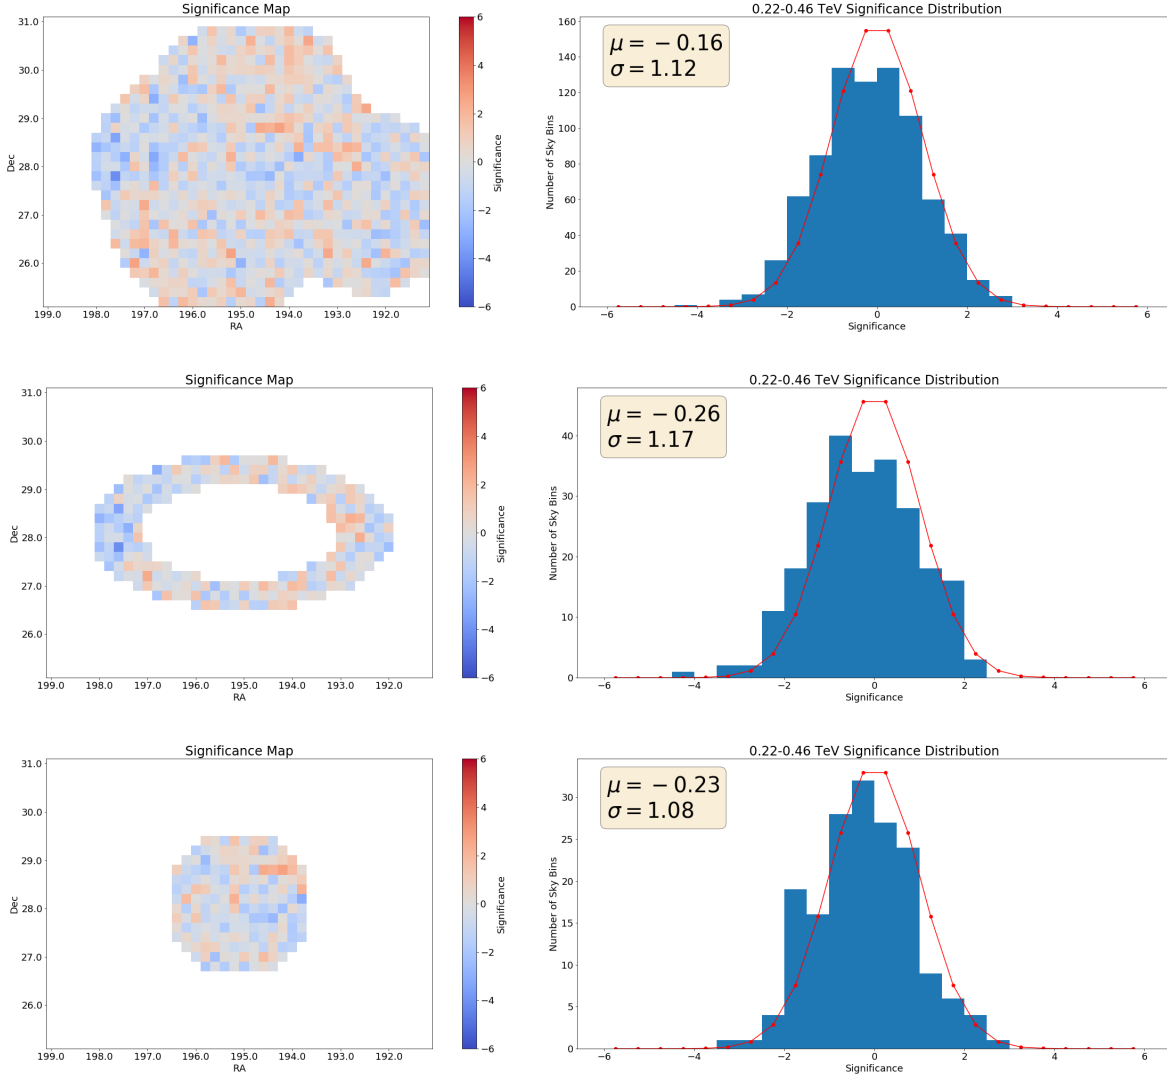 Significance Map
31.0
30.0
29.0
28.0
27.0
26.0
Dec
199.0 198.0 197.0 196.0 195.0 194.0 193.0 192.0
RA
6
4
2
0
−2
−4
−6
Significance
0.22-0.46 TeV Significance Distribution
μ = − 0.16
σ = 1.12
160
140
120
100
80
60
40
20
0
Number of Sky Bins
−6 −4 −2 0 2 4 6
Significance
Significance Map
31.0
30.0
29.0
28.0
27.0
26.0
Dec
199.0 198.0 197.0 196.0 195.0 194.0 193.0 192.0
RA
6
4
2
0
−2
−4
−6
Significance
0.22-0.46 TeV Significance Distribution
μ = − 0.26
σ = 1.17
40
30
20
10
0
Number of Sky Bins
−6 −4 −2 0 2 4 6
Significance
Significance Map
31.0
30.0
29.0
28.0
27.0
26.0
Dec
199.0 198.0 197.0 196.0 195.0 194.0 193.0 192.0
RA
6
4
2
0
−2
−4
−6
Significance
0.22-0.46 TeV Significance Distribution
μ = − 0.23
σ = 1.08
30
25
20
15
10
5
0
Number of Sky Bins
−6 −4 −2 0 2 4 6
Significance